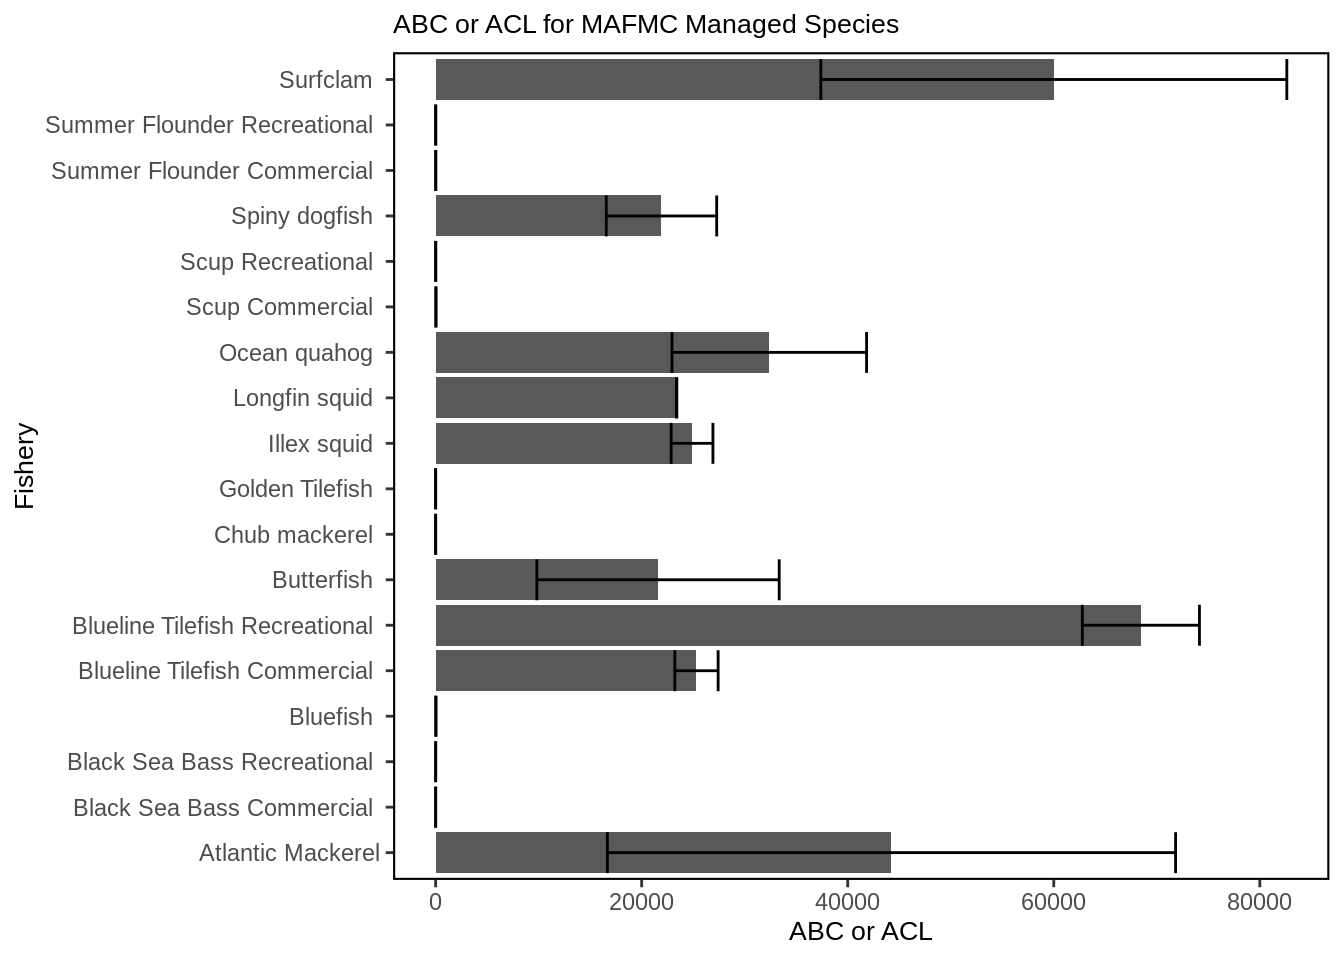 ABC or ACL for MAFMC Managed Species
Surfclam
Summer Flounder Recreational
Summer Flounder Commercial
Spiny dogfish
Scup Recreational
Scup Commercial
Ocean quahog
Longfin squid
Illex squid
Golden Tilefish
Chub mackerel
Butterfish
Blueline Tilefish Recreational
Blueline Tilefish Commercial
Bluefish
Black Sea Bass Recreational
Black Sea Bass Commercial
Atlantic Mackerel
Fishery
0 20000 40000 60000 80000
ABC or ACL